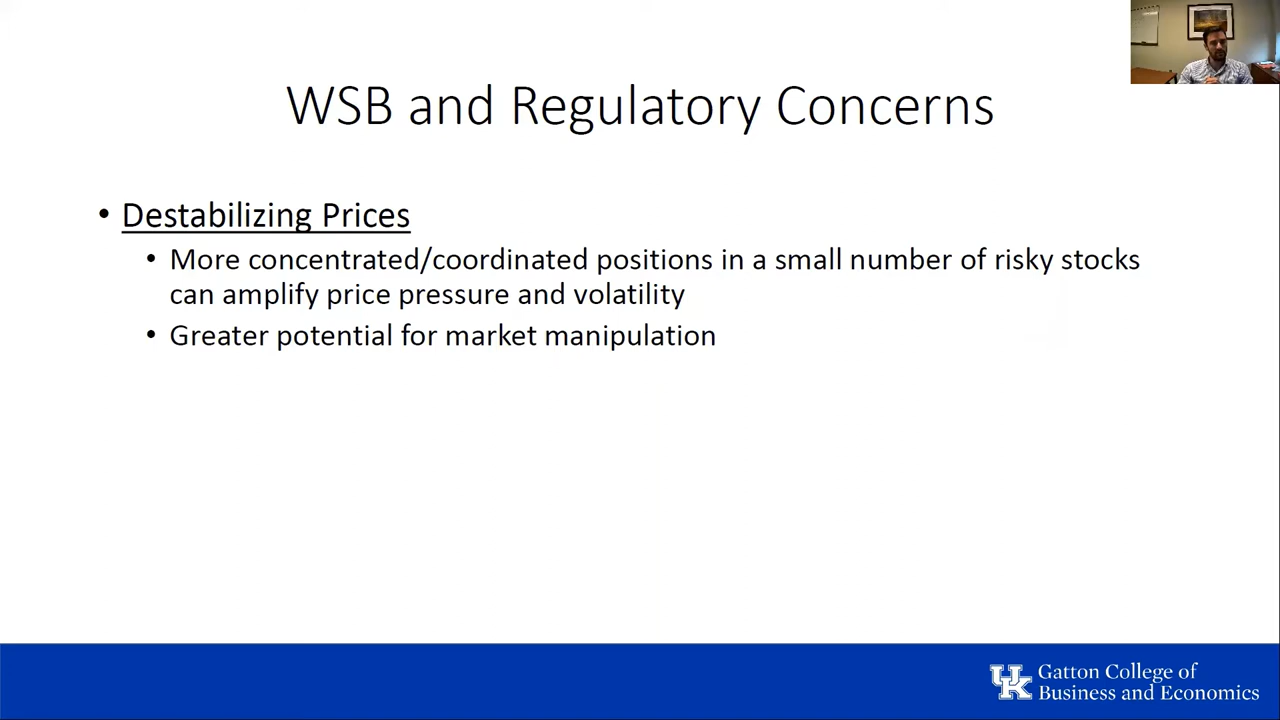 WSB and Regulatory Concerns
• Destabilizing Prices
• More concentrated/coordinated positions in a small number of risky stocks
can amplify price pressure and volatility
• Greater potential for market manipulation
UK
Gatton College of
Business and Economics